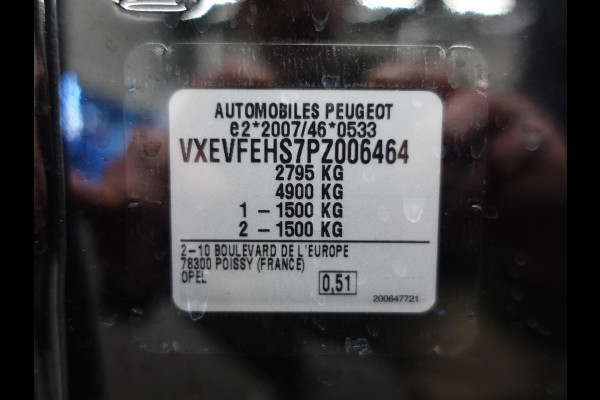 AUTOMOBILES PEUGEOT
e2*2007/46*0533
VXEVFEHS7PZ006464
2795 KG
4900 KG
1 - 1500 KG
2 - 1500 KG
2-10 BOULEVARD DE L'EUROPE
78300 POISSY (FRANCE)
OPEL
0,51
200647721